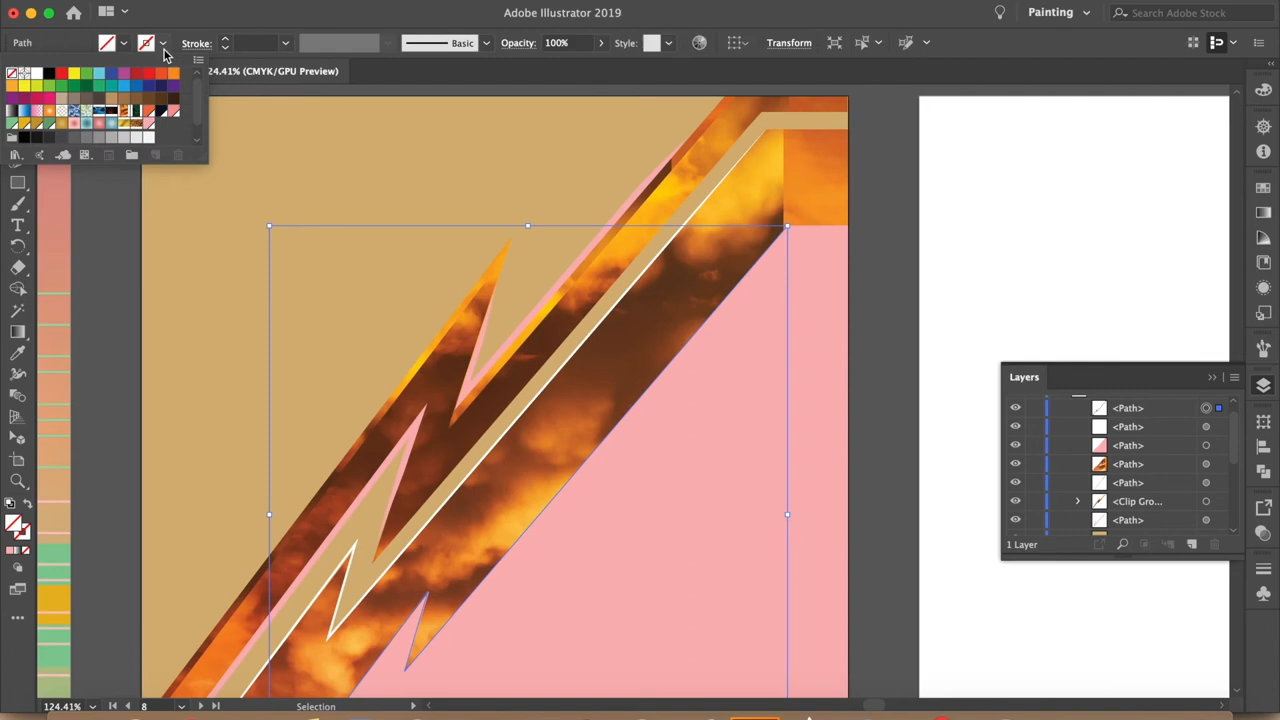 Adobe Illustrator 2019
Painting
Search Adobe Stock
Path
Stroke:
Basic
Opacity:
100%
Style:
Transform
24.41% (CMYK/GPU Preview)
Layers
<Path>
<Path>
<Path>
<Path>
<Path>
<Clip Gro...
<Path>
1 Layer
124.41%
8
Selection